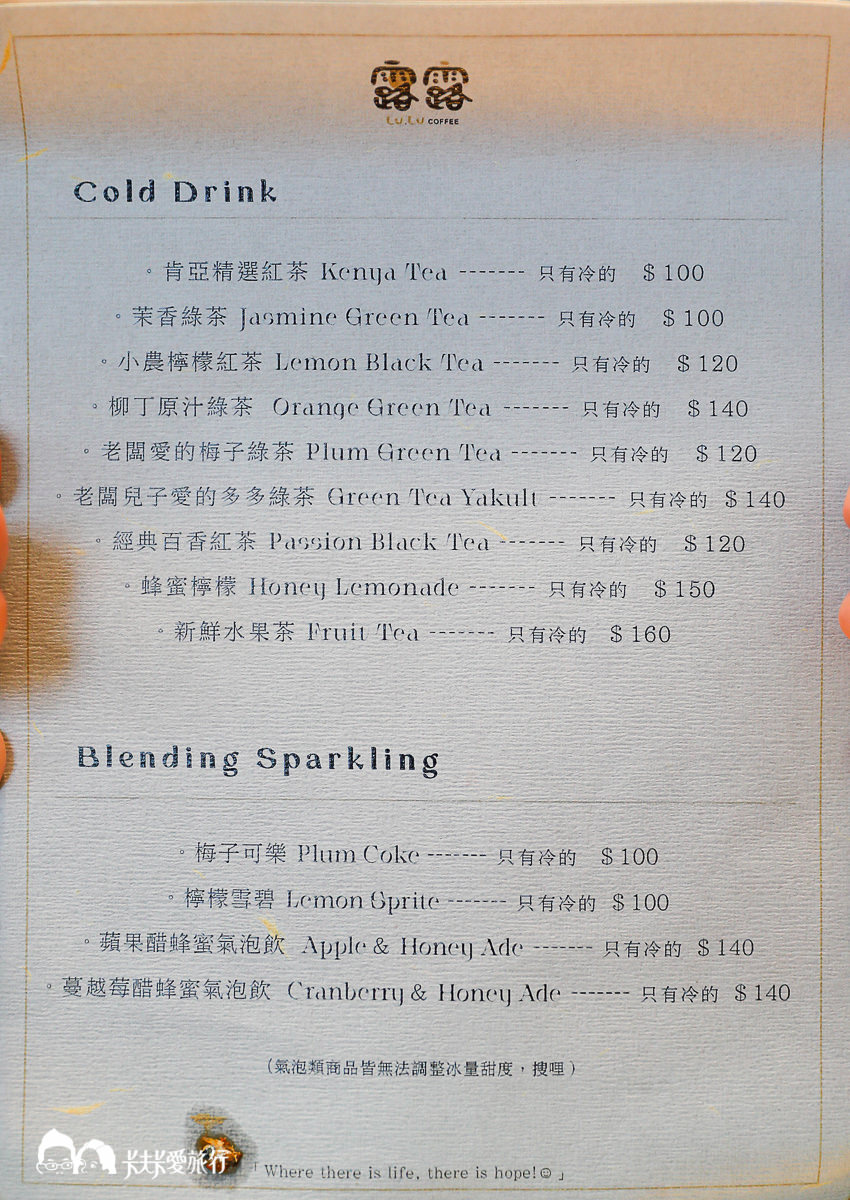 露露
LU.LU COFFEE
Cold Drink
。肯亞精選紅茶 Kenya Tea ------- 只有冷的 $100
。茉香綠茶 Jasmine Green Tea ------- 只有冷的 $100
。小農檸檬紅茶 Lemon Black Tea ------- 只有冷的 $120
。柳丁原汁綠茶 Orange Green Tea ------- 只有冷的 $140
。老闆愛的梅子綠茶 Plum Green Tea ------- 只有冷的 $120
。老闆兒子愛的多多綠茶 Green Tea Yakult ------- 只有冷的 $140
。經典百香紅茶 Passion Black Tea ------- 只有冷的 $120
。蜂蜜檸檬 Honey Lemonade ------- 只有冷的 $150
。新鮮水果茶 Fruit Tea ------- 只有冷的 $160
Blending Sparkling
。梅子可樂 Plum Coke ------- 只有冷的 $100
。檸檬雪碧 Lemon Sprite ------- 只有冷的 $100
。蘋果醋蜂蜜氣泡飲 Apple & Honey Ade ------- 只有冷的 $140
。蔓越莓醋蜂蜜氣泡飲 Cranberry & Honey Ade ------- 只有冷的 $140
(氣泡類商品皆無法調整冰量甜度，搜哩)
「Where there is life, there is hope!☺」
卡夫卡愛旅行